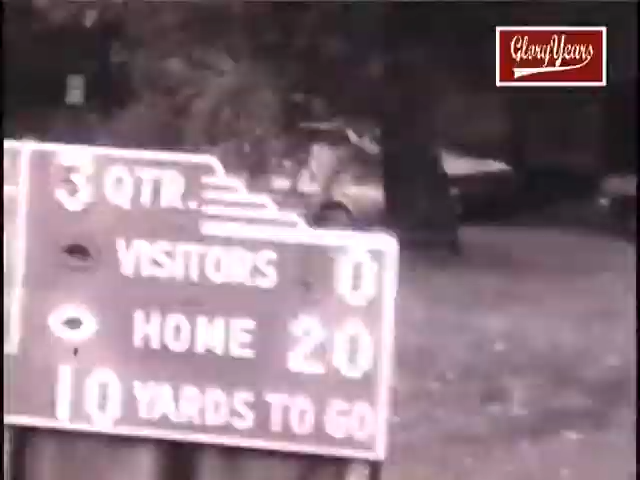 Glory Years
3 QTR.
VISITORS 0
HOME 20
10 YARDS TO GO